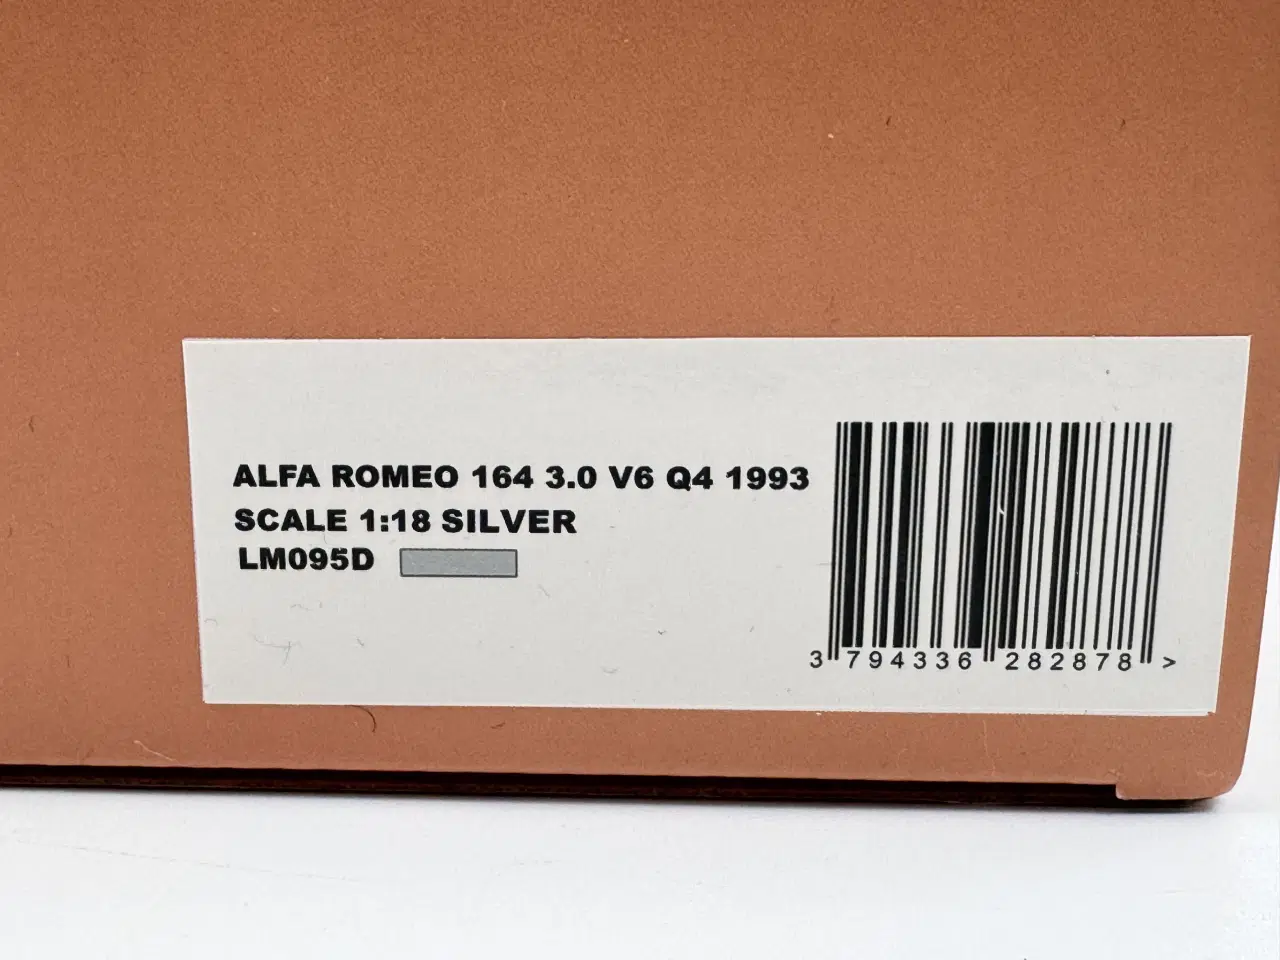 ALFA ROMEO 164 3.0 V6 Q4 1993
SCALE 1:18 SILVER
LM095D
3 794336 282878 >